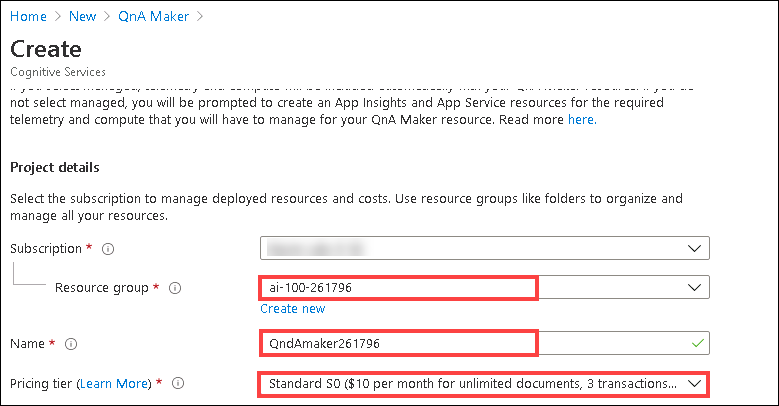 Home > New > QnA Maker >
Create
Cognitive Services
not select managed, you will be prompted to create an App Insights and App Service resources for the required
telemetry and compute that you will have to manage for your QnA Maker resource. Read more here.
Project details
Select the subscription to manage deployed resources and costs. Use resource groups like folders to organize and
manage all your resources.
Subscription *
Resource group *
ai-100-261796
Create new
Name *
QndAmaker261796
Pricing tier (Learn More) *
Standard S0 ($10 per month for unlimited documents, 3 transactions...